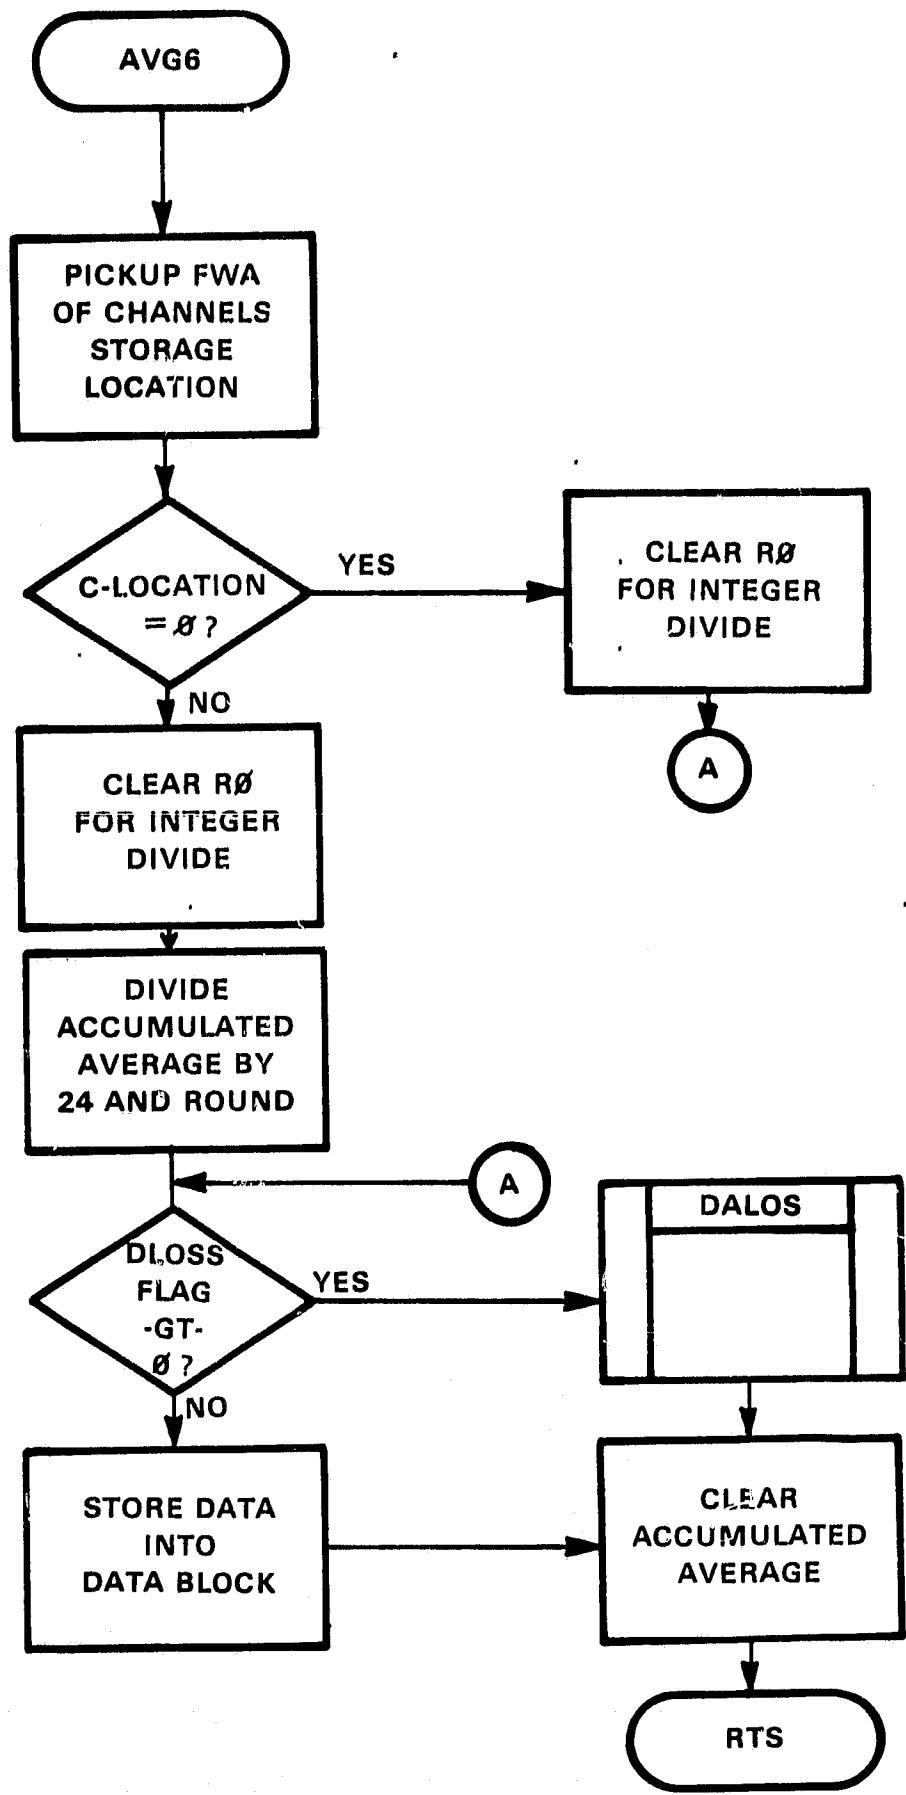 AVG6
PICKUP FWA
OF CHANNELS
STORAGE
LOCATION
C-LOCATION
= Ø ?
YES
CLEAR RØ
FOR INTEGER
DIVIDE
A
NO
CLEAR RØ
FOR INTEGER
DIVIDE
DIVIDE
ACCUMULATED
AVERAGE BY
24 AND ROUND
A
DLOSS
FLAG
-GT-
Ø ?
YES
DALOS
NO
STORE DATA
INTO
DATA BLOCK
CLEAR
ACCUMULATED
AVERAGE
RTS